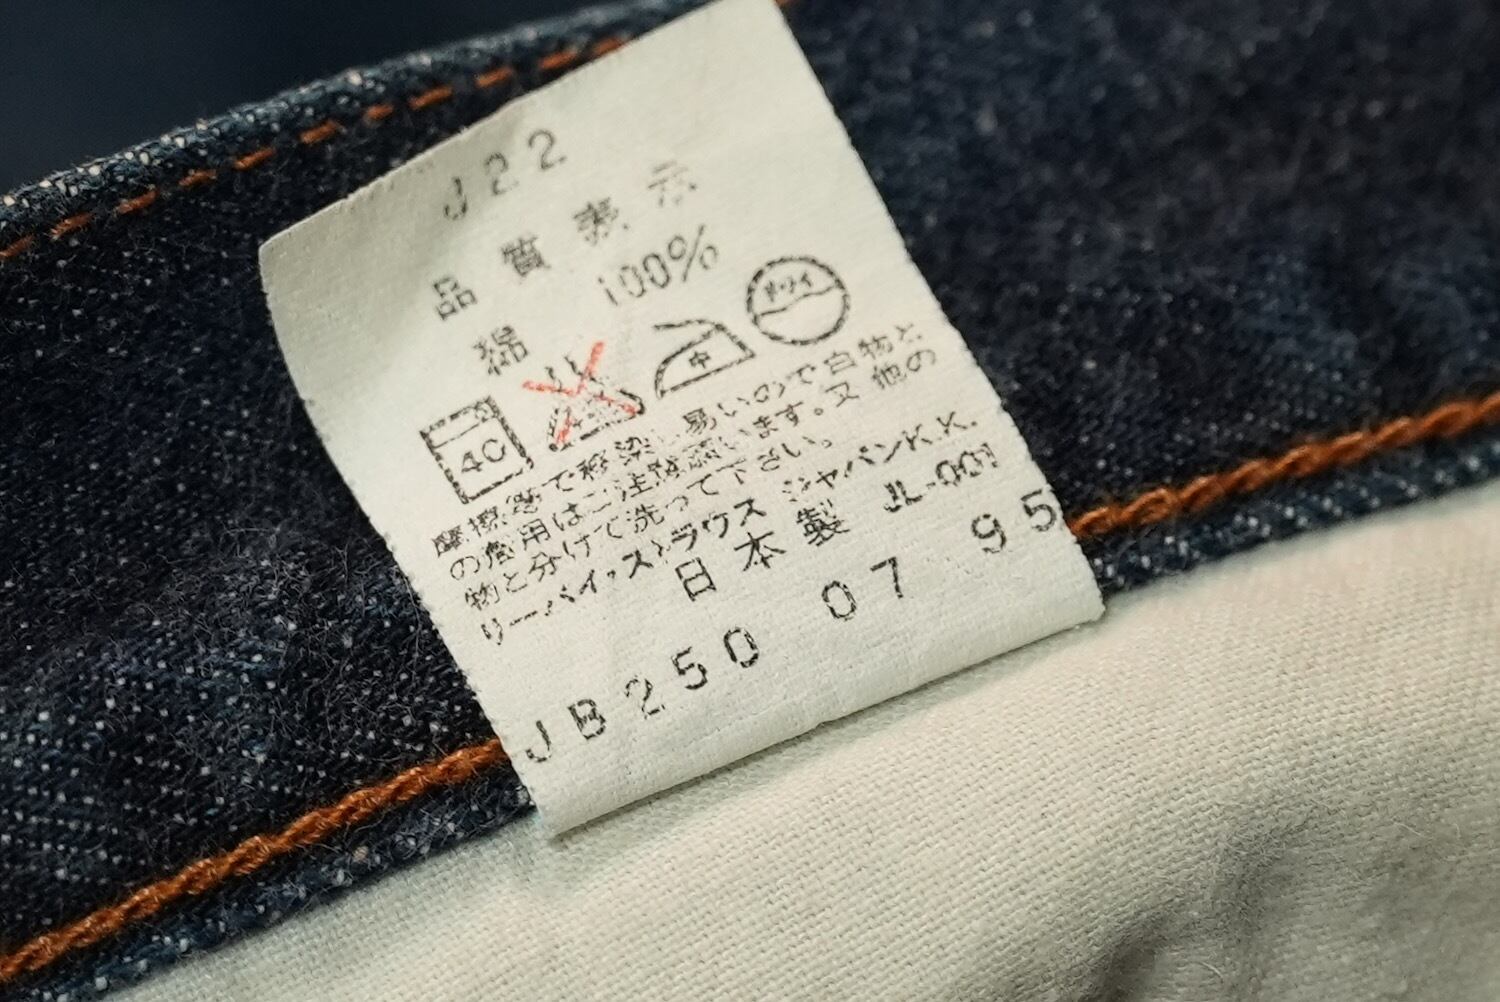 J22
品質表示
綿 100%
40 中 ドライ
摩擦等で移染し易いので白物と
の着用はご注意願います。又他の
物と分けて洗って下さい。
リーバイ・ストラウス ジャパンK.K.
日本製 JL-001
JB250 07 95